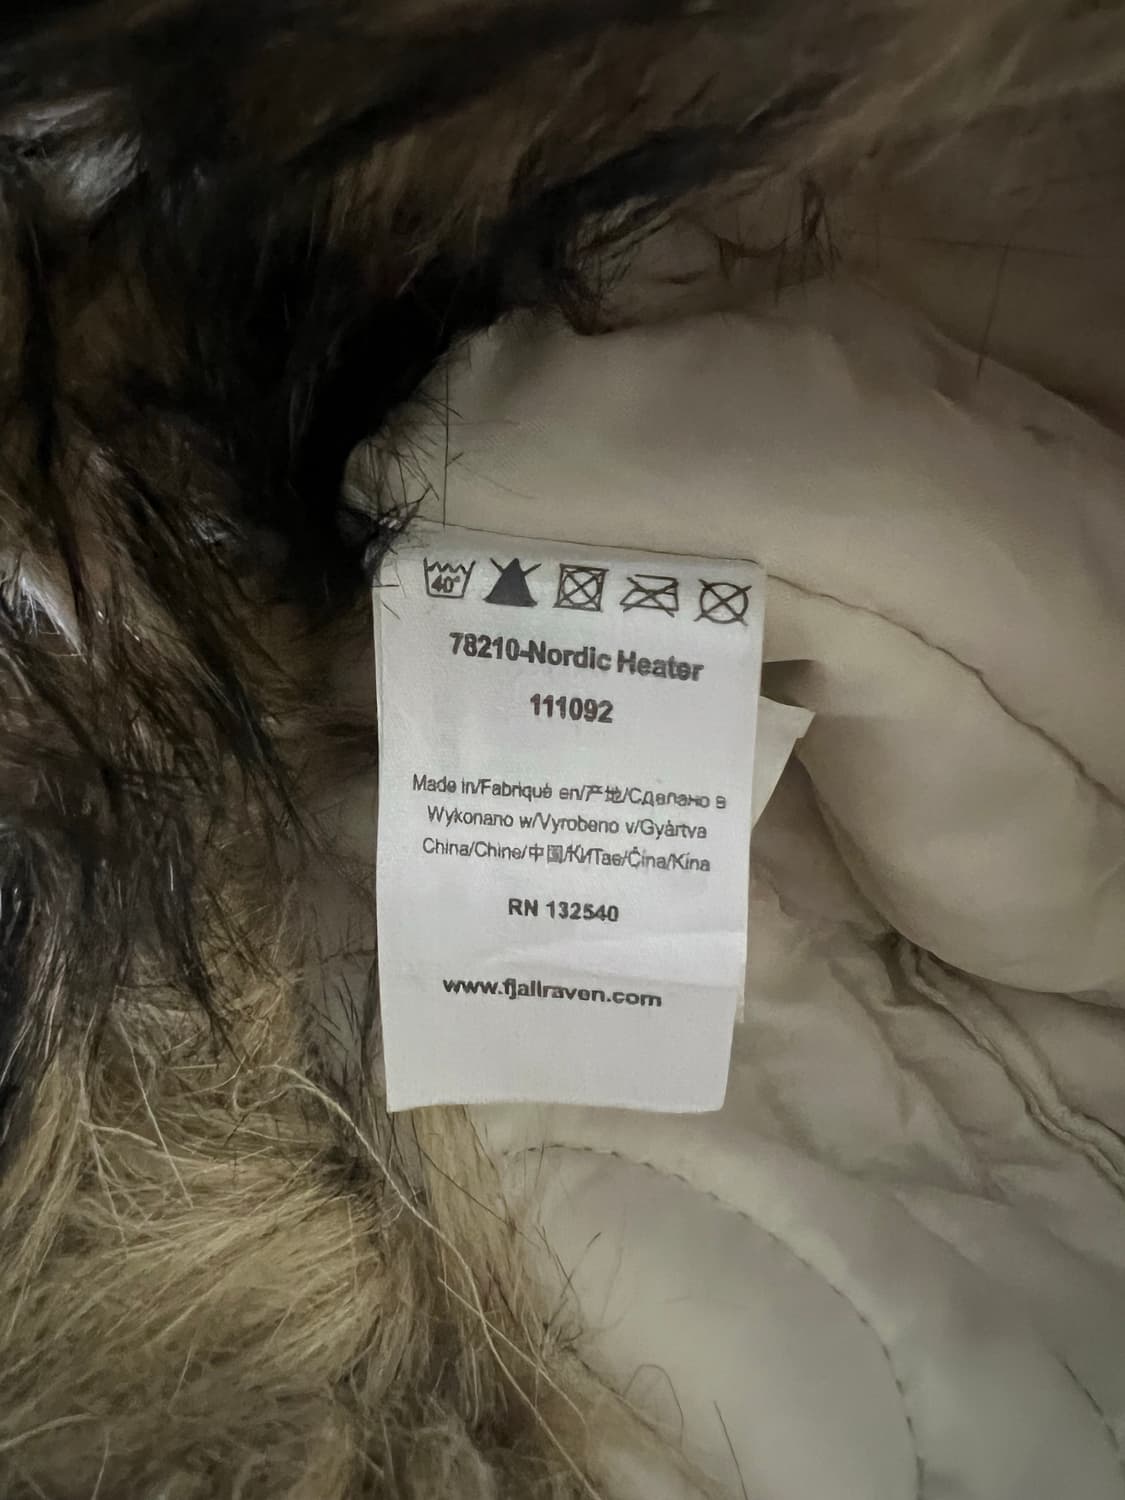 40°
78210-Nordic Heater
111092
Made in/Fabriqué en/产地/Сделано в
Wykonano w/Vyrobeno v/Gyártva
China/Chine/中国/КИТае/Čína/Kína
RN 132540
www.fjallraven.com